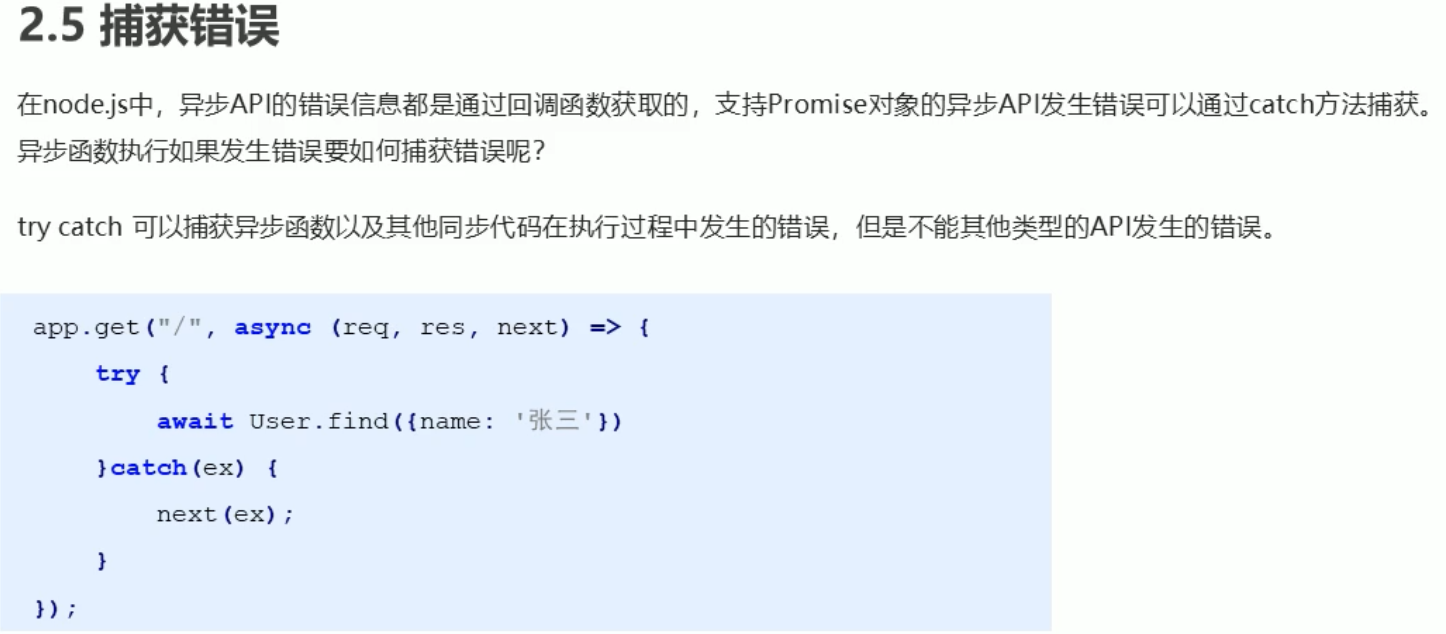 2.5 捕获错误
在node.js中，异步API的错误信息都是通过回调函数获取的，支持Promise对象的异步API发生错误可以通过catch方法捕获。
异步函数执行如果发生错误要如何捕获错误呢？
try catch 可以捕获异步函数以及其他同步代码在执行过程中发生的错误，但是不能其他类型的API发生的错误。
app.get("/", async (req, res, next) => {
    try {
        await User.find({name: '张三'})
    }catch(ex) {
        next(ex);
    }
});